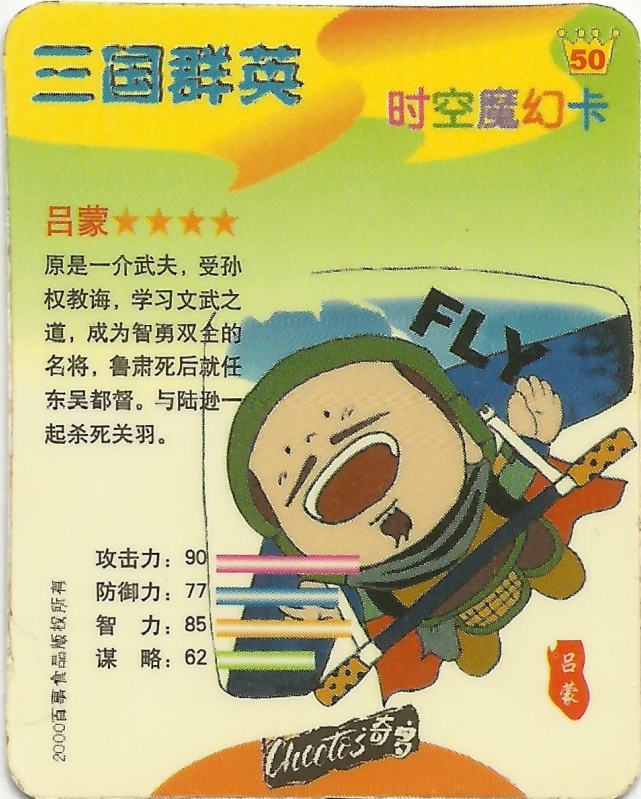 三国群英
50
时空魔幻卡
吕蒙★★★★
原是一介武夫，受孙
权教诲，学习文武之
道，成为智勇双全的
名将，鲁肃死后就任
东吴都督。与陆逊一
起杀死关羽。
FLY
攻击力：90
防御力：77
智　力：85
谋　略：62
吕蒙
2000百事食品版权所有
Cheetos奇多